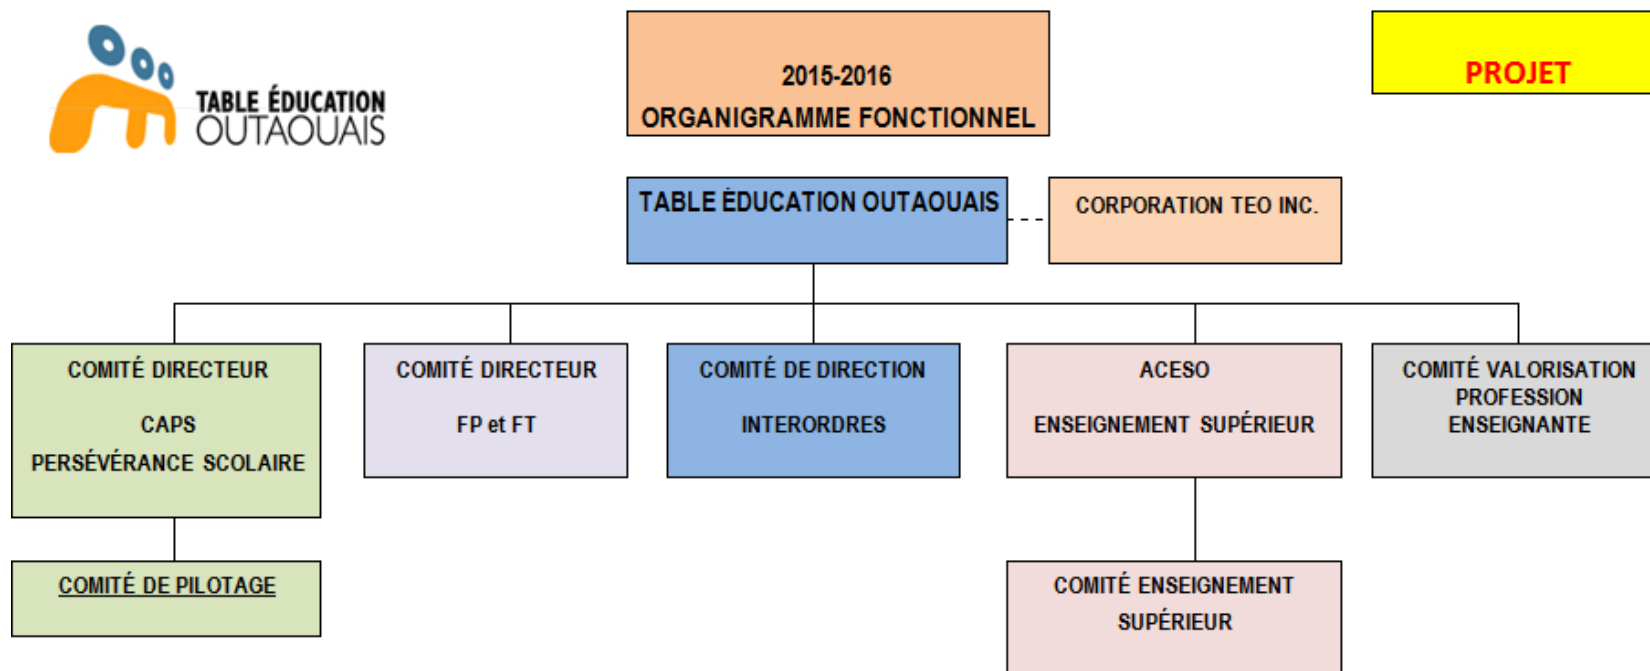 TABLE ÉDUCATION
OUTAOUAIS
2015-2016
ORGANIGRAMME FONCTIONNEL
PROJET
TABLE ÉDUCATION OUTAOUAIS
CORPORATION TEO INC.
COMITÉ DIRECTEUR
CAPS
PERSÉVÉRANCE SCOLAIRE
COMITÉ DIRECTEUR
FP et FT
COMITÉ DE DIRECTION
INTERORDRES
ACESO
ENSEIGNEMENT SUPÉRIEUR
COMITÉ VALORISATION
PROFESSION
ENSEIGNANTE
COMITÉ DE PILOTAGE
COMITÉ ENSEIGNEMENT
SUPÉRIEUR